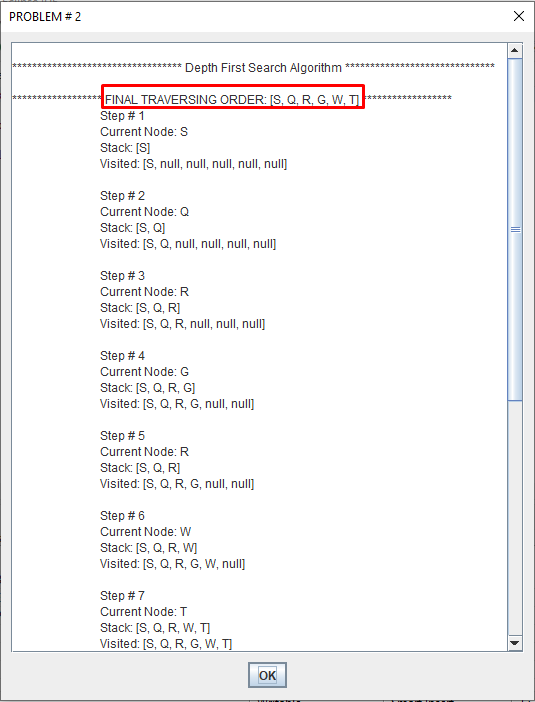 PROBLEM # 2
********************************** Depth First Search Algorithm ******************************
******************FINAL TRAVERSING ORDER: [S, Q, R, G, W, T] ******************
Step # 1
Current Node: S
Stack: [S]
Visited: [S, null, null, null, null, null]
Step # 2
Current Node: Q
Stack: [S, Q]
Visited: [S, Q, null, null, null, null]
Step # 3
Current Node: R
Stack: [S, Q, R]
Visited: [S, Q, R, null, null, null]
Step # 4
Current Node: G
Stack: [S, Q, R, G]
Visited: [S, Q, R, G, null, null]
Step # 5
Current Node: R
Stack: [S, Q, R]
Visited: [S, Q, R, G, null, null]
Step # 6
Current Node: W
Stack: [S, Q, R, W]
Visited: [S, Q, R, G, W, null]
Step # 7
Current Node: T
Stack: [S, Q, R, W, T]
Visited: [S, Q, R, G, W, T]
OK